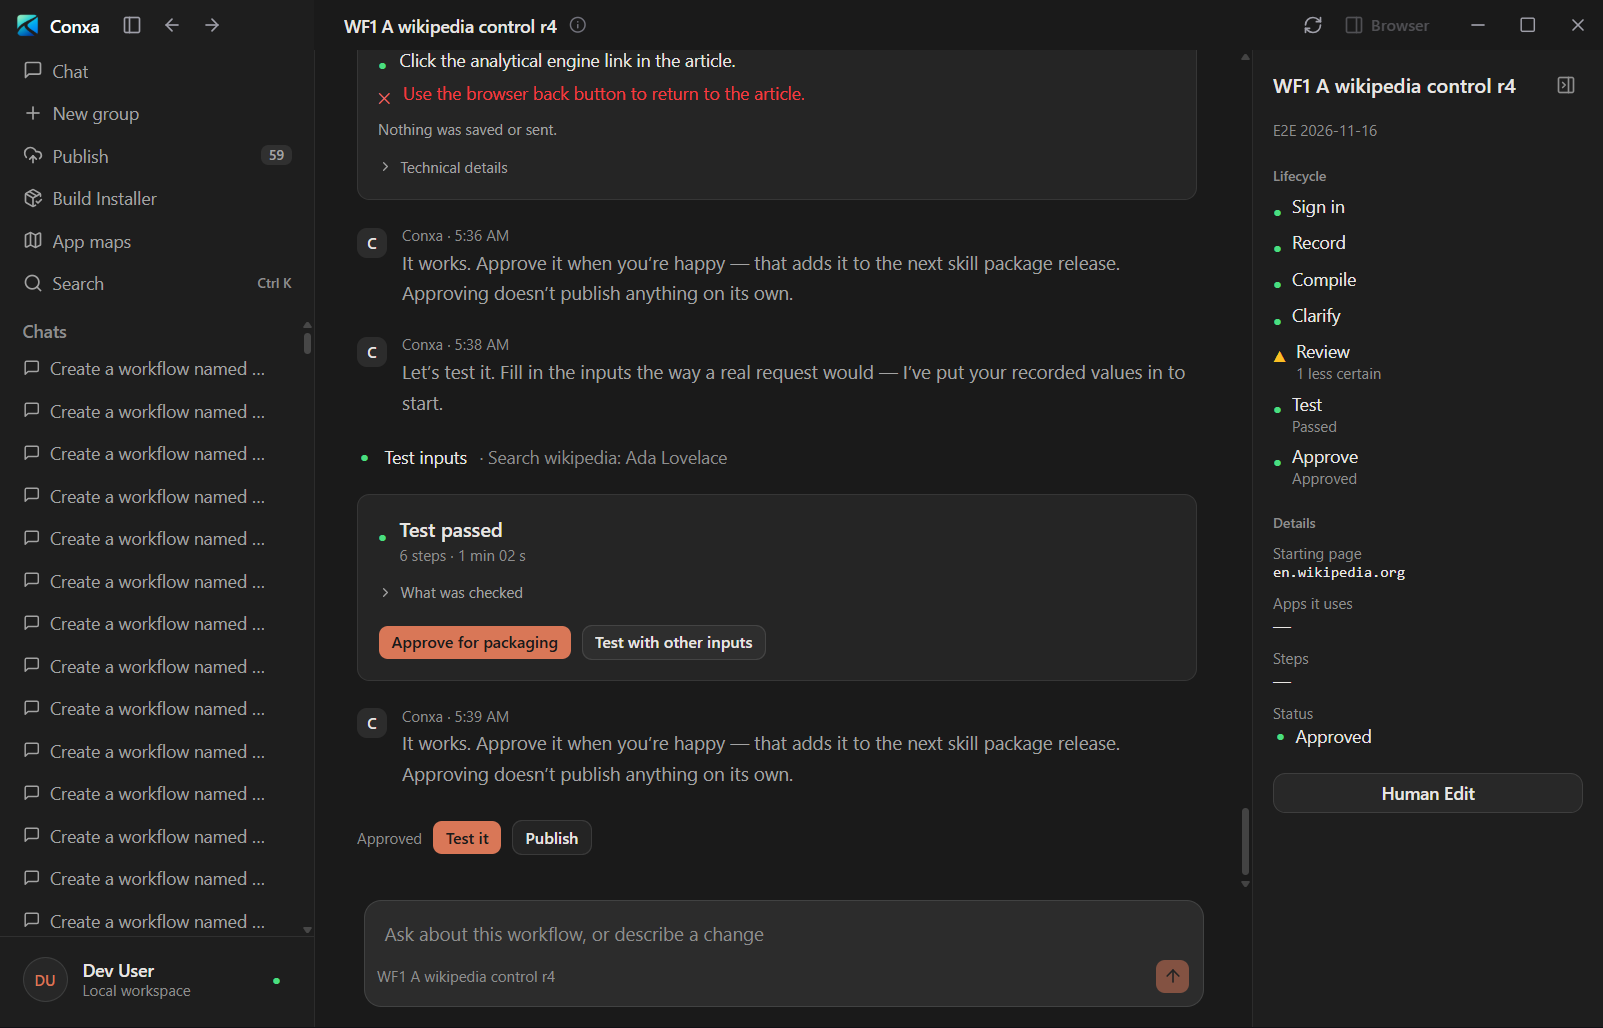 Conxa
WF1 A wikipedia control r4
Browser
Chat
New group
Publish 59
Build Installer
App maps
Search Ctrl K
Chats
Create a workflow named ...
Create a workflow named ...
Create a workflow named ...
Create a workflow named ...
Create a workflow named ...
Create a workflow named ...
Create a workflow named ...
Create a workflow named ...
Create a workflow named ...
Create a workflow named ...
Create a workflow named ...
Create a workflow named ...
Create a workflow named ...
Create a workflow named ...
DU
Dev User
Local workspace
Click the analytical engine link in the article.
Use the browser back button to return to the article.
Nothing was saved or sent.
Technical details
C
Conxa · 5:36 AM
It works. Approve it when you're happy — that adds it to the next skill package release.
Approving doesn't publish anything on its own.
C
Conxa · 5:38 AM
Let's test it. Fill in the inputs the way a real request would — I've put your recorded values in to
start.
Test inputs · Search wikipedia: Ada Lovelace
Test passed
6 steps · 1 min 02 s
What was checked
Approve for packaging
Test with other inputs
C
Conxa · 5:39 AM
It works. Approve it when you're happy — that adds it to the next skill package release.
Approving doesn't publish anything on its own.
Approved
Test it
Publish
Ask about this workflow, or describe a change
WF1 A wikipedia control r4
WF1 A wikipedia control r4
E2E 2026-11-16
Lifecycle
Sign in
Record
Compile
Clarify
Review
1 less certain
Test
Passed
Approve
Approved
Details
Starting page
en.wikipedia.org
Apps it uses
—
Steps
—
Status
Approved
Human Edit